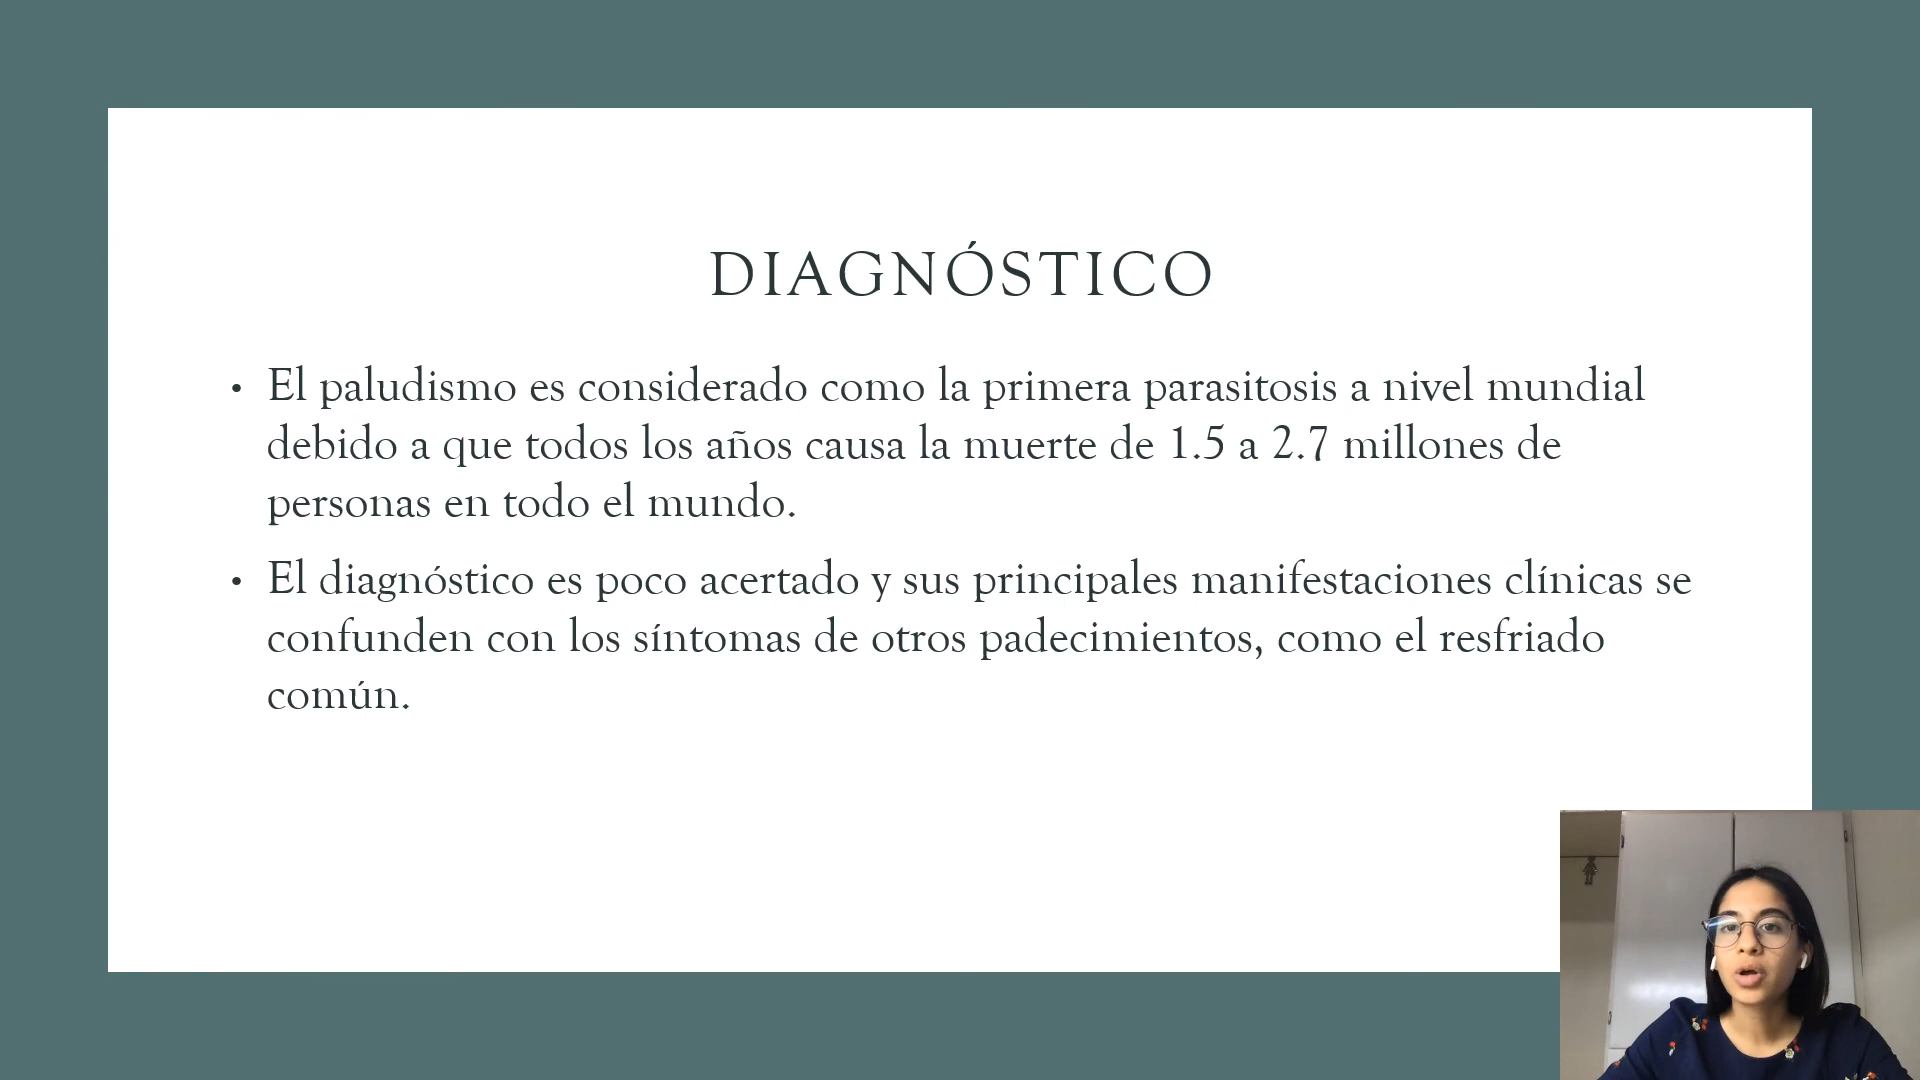 DIAGNÓSTICO
• El paludismo es considerado como la primera parasitosis a nivel mundial
debido a que todos los años causa la muerte de 1.5 a 2.7 millones de
personas en todo el mundo.
• El diagnóstico es poco acertado y sus principales manifestaciones clínicas se
confunden con los síntomas de otros padecimientos, como el resfriado
común.